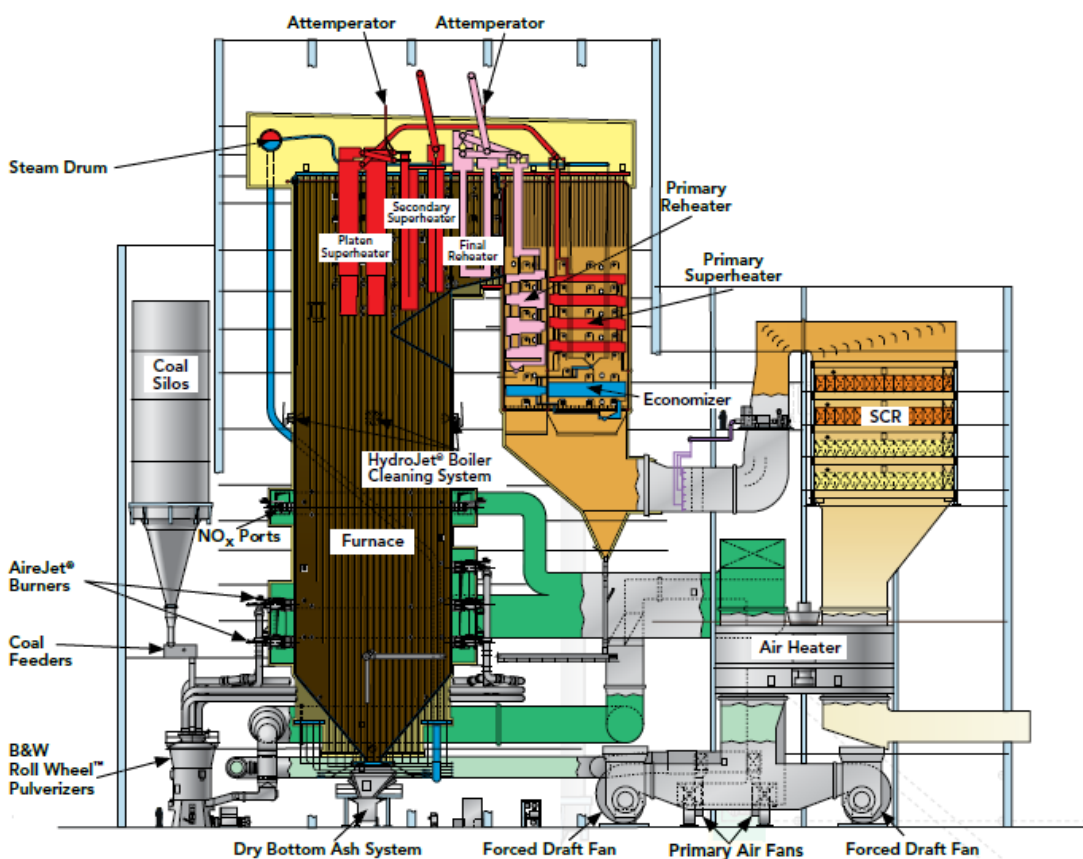 Attemperator
Attemperator
Steam Drum
Secondary
Superheater
Platen
Superheater
Final
Reheater
Primary
Reheater
Primary
Superheater
Coal
Silos
Economizer
SCR
HydroJet® Boiler
Cleaning System
NOx Ports
Furnace
AireJet®
Burners
Coal
Feeders
Air Heater
B&W
Roll Wheel™
Pulverizers
Dry Bottom Ash System
Forced Draft Fan
Primary Air Fans
Forced Draft Fan